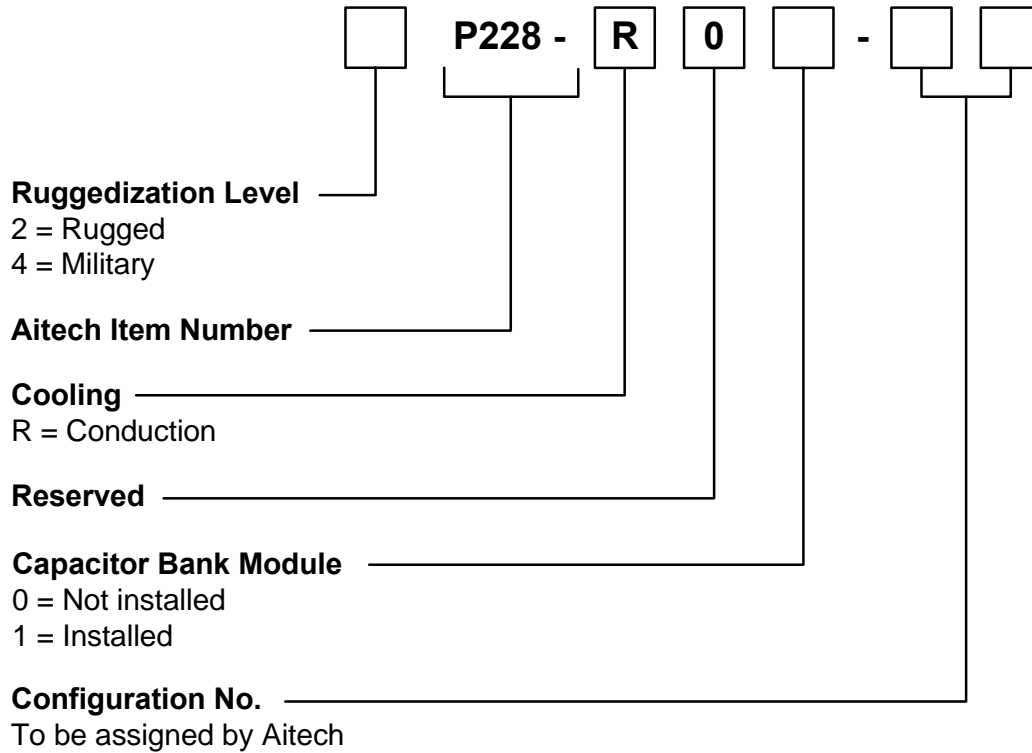 P228 - R 0 -
Ruggedization Level
2 = Rugged
4 = Military
Aitech Item Number
Cooling
R = Conduction
Reserved
Capacitor Bank Module
0 = Not installed
1 = Installed
Configuration No.
To be assigned by Aitech